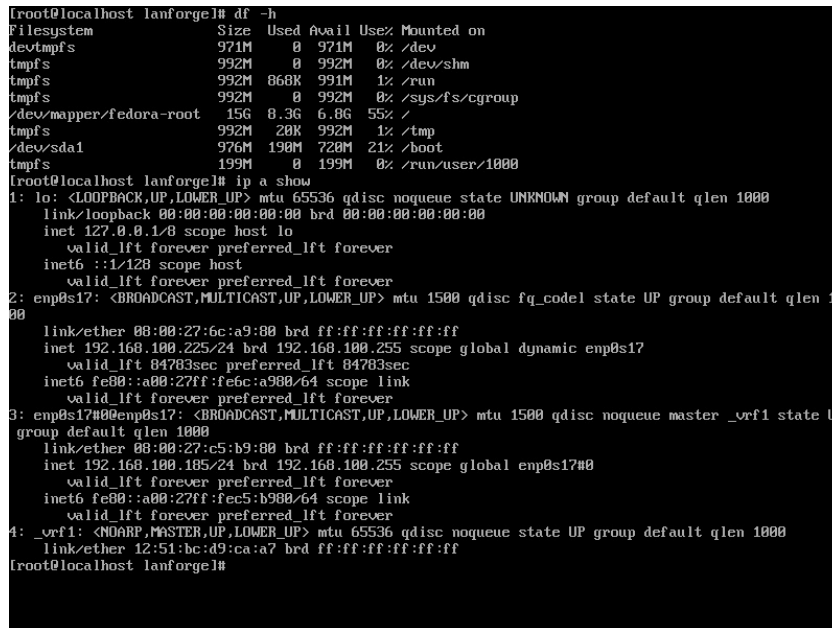 [root@localhost lanforge]# df -h
Filesystem               Size  Used Avail Use% Mounted on
devtmpfs                 971M     0  971M   0% /dev
tmpfs                    992M     0  992M   0% /dev/shm
tmpfs                    992M  868K  991M   1% /run
tmpfs                    992M     0  992M   0% /sys/fs/cgroup
/dev/mapper/fedora-root   15G  8.3G  6.8G  55% /
tmpfs                    992M   20K  992M   1% /tmp
/dev/sda1                976M  190M  720M  21% /boot
tmpfs                    199M     0  199M   0% /run/user/1000
[root@localhost lanforge]# ip a show
1: lo: <LOOPBACK,UP,LOWER_UP> mtu 65536 qdisc noqueue state UNKNOWN group default qlen 1000
    link/loopback 00:00:00:00:00:00 brd 00:00:00:00:00:00
    inet 127.0.0.1/8 scope host lo
       valid_lft forever preferred_lft forever
    inet6 ::1/128 scope host
       valid_lft forever preferred_lft forever
2: enp0s17: <BROADCAST,MULTICAST,UP,LOWER_UP> mtu 1500 qdisc fq_codel state UP group default qlen 1
00
    link/ether 08:00:27:6c:a9:80 brd ff:ff:ff:ff:ff:ff
    inet 192.168.100.225/24 brd 192.168.100.255 scope global dynamic enp0s17
       valid_lft 84783sec preferred_lft 84783sec
    inet6 fe80::a00:27ff:fe6c:a980/64 scope link
       valid_lft forever preferred_lft forever
3: enp0s17#0@enp0s17: <BROADCAST,MULTICAST,UP,LOWER_UP> mtu 1500 qdisc noqueue master _vrf1 state U
 group default qlen 1000
    link/ether 08:00:27:c5:b9:80 brd ff:ff:ff:ff:ff:ff
    inet 192.168.100.185/24 brd 192.168.100.255 scope global enp0s17#0
       valid_lft forever preferred_lft forever
    inet6 fe80::a00:27ff:fec5:b980/64 scope link
       valid_lft forever preferred_lft forever
4: _vrf1: <NOARP,MASTER,UP,LOWER_UP> mtu 65536 qdisc noqueue state UP group default qlen 1000
    link/ether 12:51:bc:d9:ca:a7 brd ff:ff:ff:ff:ff:ff
[root@localhost lanforge]#